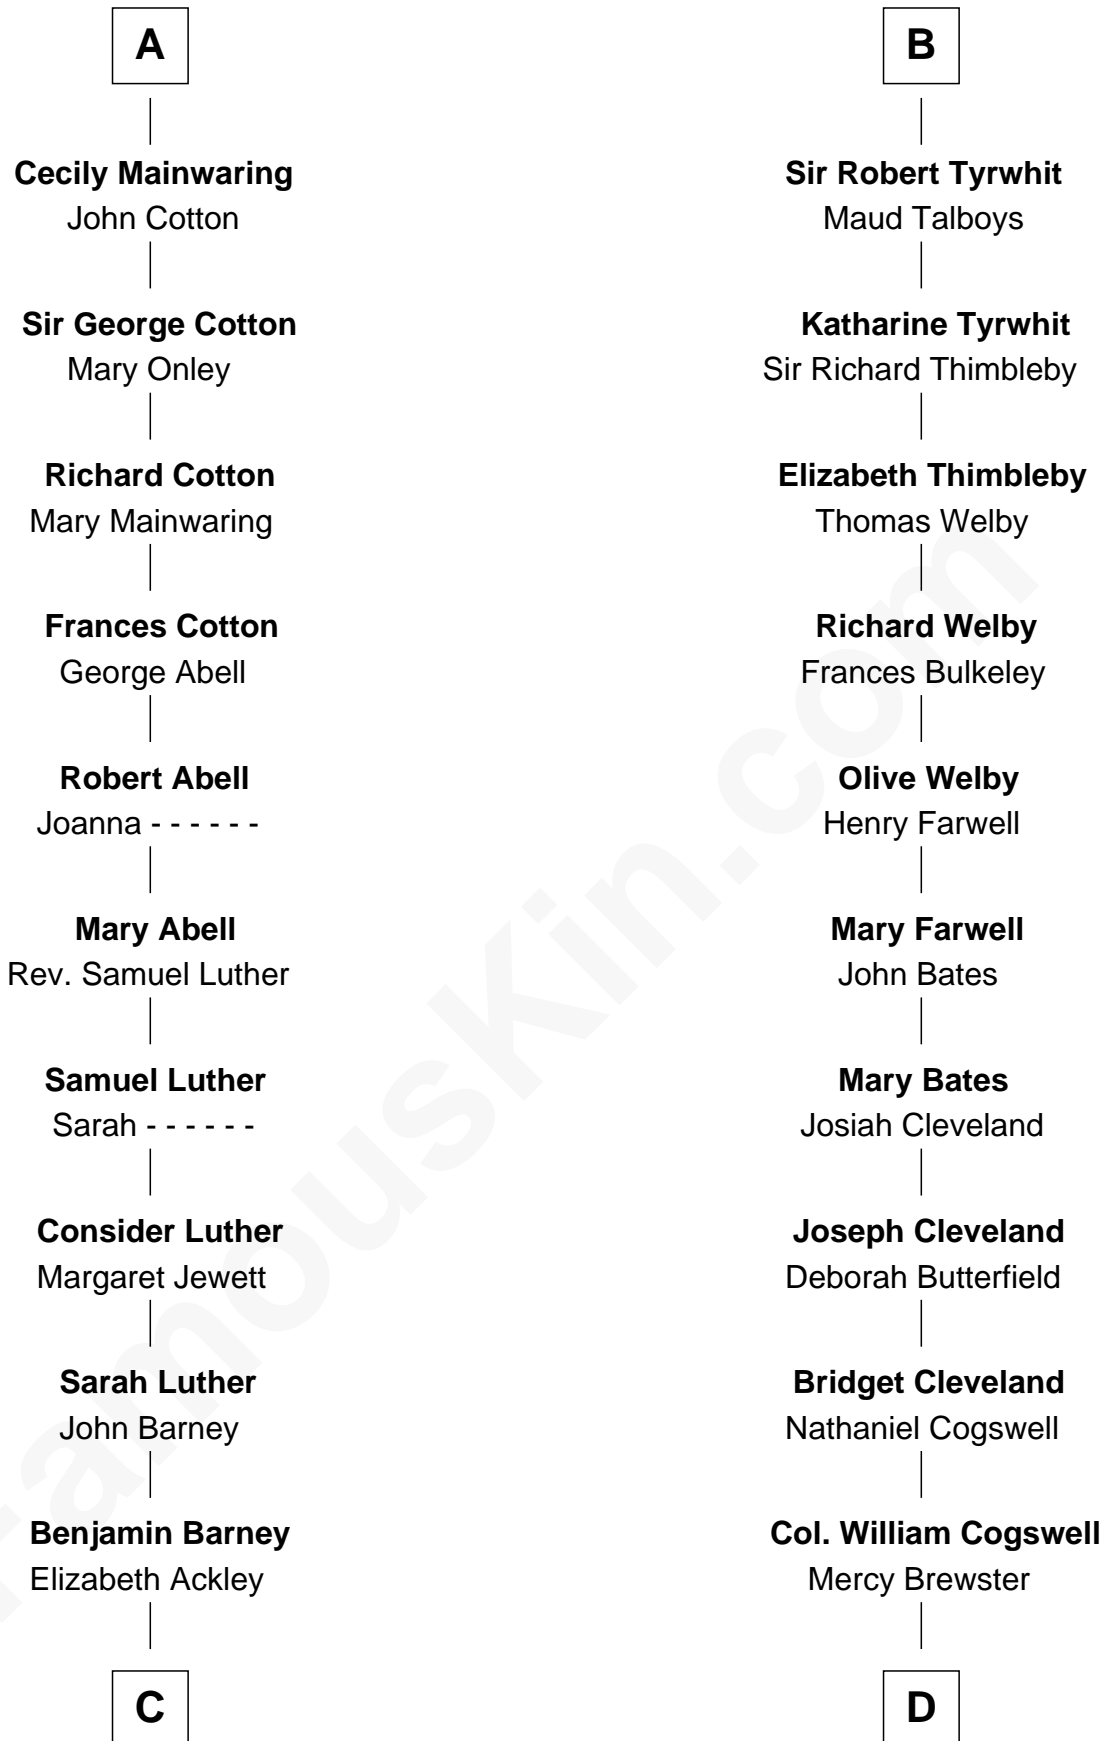 A
Cecily Mainwaring
John Cotton
Sir George Cotton
Mary Onley
Richard Cotton
Mary Mainwaring
Frances Cotton
George Abell
Robert Abell
Joanna - - - - - -
Mary Abell
Rev. Samuel Luther
Samuel Luther
Sarah - - - - - -
Consider Luther
Margaret Jewett
Sarah Luther
John Barney
Benjamin Barney
Elizabeth Ackley
C
B
Sir Robert Tyrwhit
Maud Talboys
Katharine Tyrwhit
Sir Richard Thimbleby
Elizabeth Thimbleby
Thomas Welby
Richard Welby
Frances Bulkeley
Olive Welby
Henry Farwell
Mary Farwell
John Bates
Mary Bates
Josiah Cleveland
Joseph Cleveland
Deborah Butterfield
Bridget Cleveland
Nathaniel Cogswell
Col. William Cogswell
Mercy Brewster
D
FamousKin.com